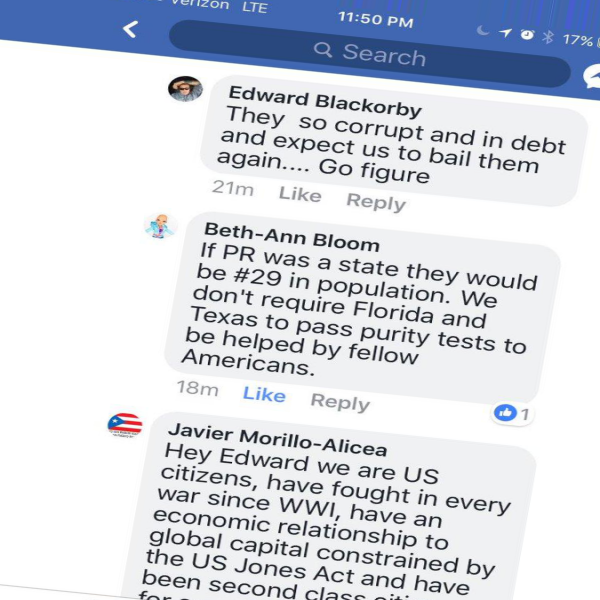 Verizon LTE
11:50 PM
17%
Search
Edward Blackorby
They so corrupt and in debt
and expect us to bail them
again.... Go figure
21m Like Reply
Beth-Ann Bloom
If PR was a state they would
be #29 in population. We
don't require Florida and
Texas to pass purity tests to
be helped by fellow
Americans.
18m Like Reply
1
Javier Morillo-Alicea
Hey Edward we are US
citizens, have fought in every
war since WWI, have an
economic relationship to
global capital constrained by
the US Jones Act and have
been second class
for